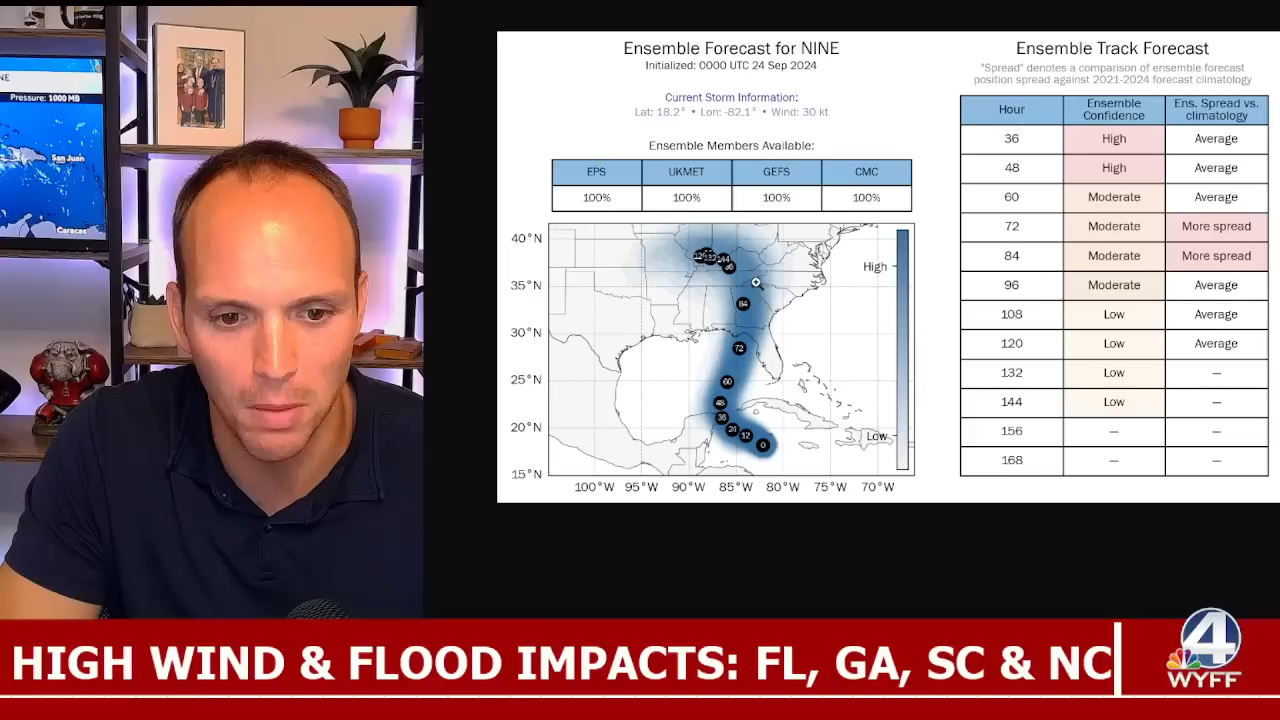 NE
Pressure: 1000 MB
San Juan
Caracas
Ensemble Forecast for NINE
Initialized: 0000 UTC 24 Sep 2024
Current Storm Information:
Lat: 18.2° • Lon: -82.1° • Wind: 30 kt
Ensemble Members Available:
EPS UKMET GEFS CMC
100% 100% 100% 100%
40°N
35°N
30°N
25°N
20°N
15°N
100°W 95°W 90°W 85°W 80°W 75°W 70°W
High
Low
144
96
84
72
60
48
36
24
12
0
Ensemble Track Forecast
"Spread" denotes a comparison of ensemble forecast
position spread against 2021-2024 forecast climatology
Hour Ensemble Confidence Ens. Spread vs. climatology
36 High Average
48 High Average
60 Moderate Average
72 Moderate More spread
84 Moderate More spread
96 Moderate Average
108 Low Average
120 Low Average
132 Low –
144 Low –
156 – –
168 – –
HIGH WIND & FLOOD IMPACTS: FL, GA, SC & NC
4
WYFF